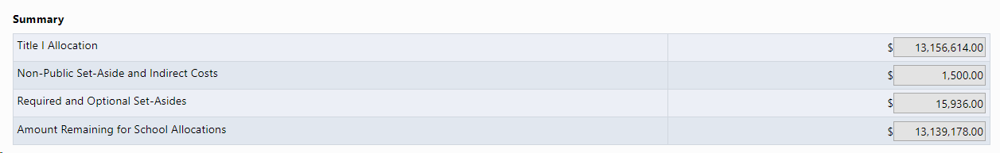 Summary
Title I Allocation $ 13,156,614.00
Non-Public Set-Aside and Indirect Costs $ 1,500.00
Required and Optional Set-Asides $ 15,936.00
Amount Remaining for School Allocations $ 13,139,178.00